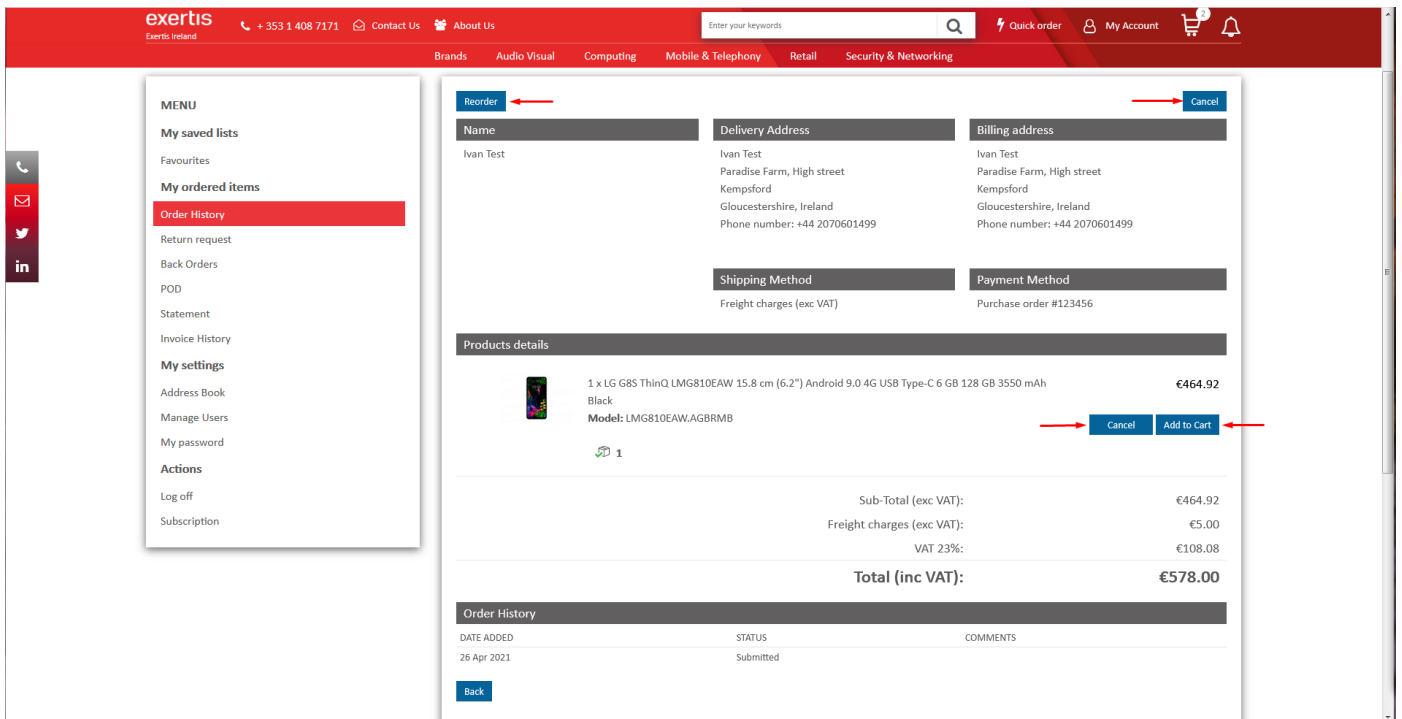 exertis
Exertis Ireland
+ 353 1 408 7171 Contact Us About Us
Enter your keywords
Quick order My Account 2
Brands Audio Visual Computing Mobile & Telephony Retail Security & Networking
MENU
My saved lists
Favourites
My ordered items
Order History
Return request
Back Orders
POD
Statement
Invoice History
My settings
Address Book
Manage Users
My password
Actions
Log off
Subscription
in
Reorder
Cancel
Name
Ivan Test
Delivery Address
Ivan Test
Paradise Farm, High street
Kempsford
Gloucestershire, Ireland
Phone number: +44 2070601499
Billing address
Ivan Test
Paradise Farm, High street
Kempsford
Gloucestershire, Ireland
Phone number: +44 2070601499
Shipping Method
Freight charges (exc VAT)
Payment Method
Purchase order #123456
Products details
1 x LG G8S ThinQ LMG810EAW 15.8 cm (6.2") Android 9.0 4G USB Type-C 6 GB 128 GB 3550 mAh
Black
€464.92
Model: LMG810EAW.AGBRMB
Cancel Add to Cart
1
Sub-Total (exc VAT): €464.92
Freight charges (exc VAT): €5.00
VAT 23%: €108.08
Total (inc VAT): €578.00
Order History
DATE ADDED STATUS COMMENTS
26 Apr 2021 Submitted
Back